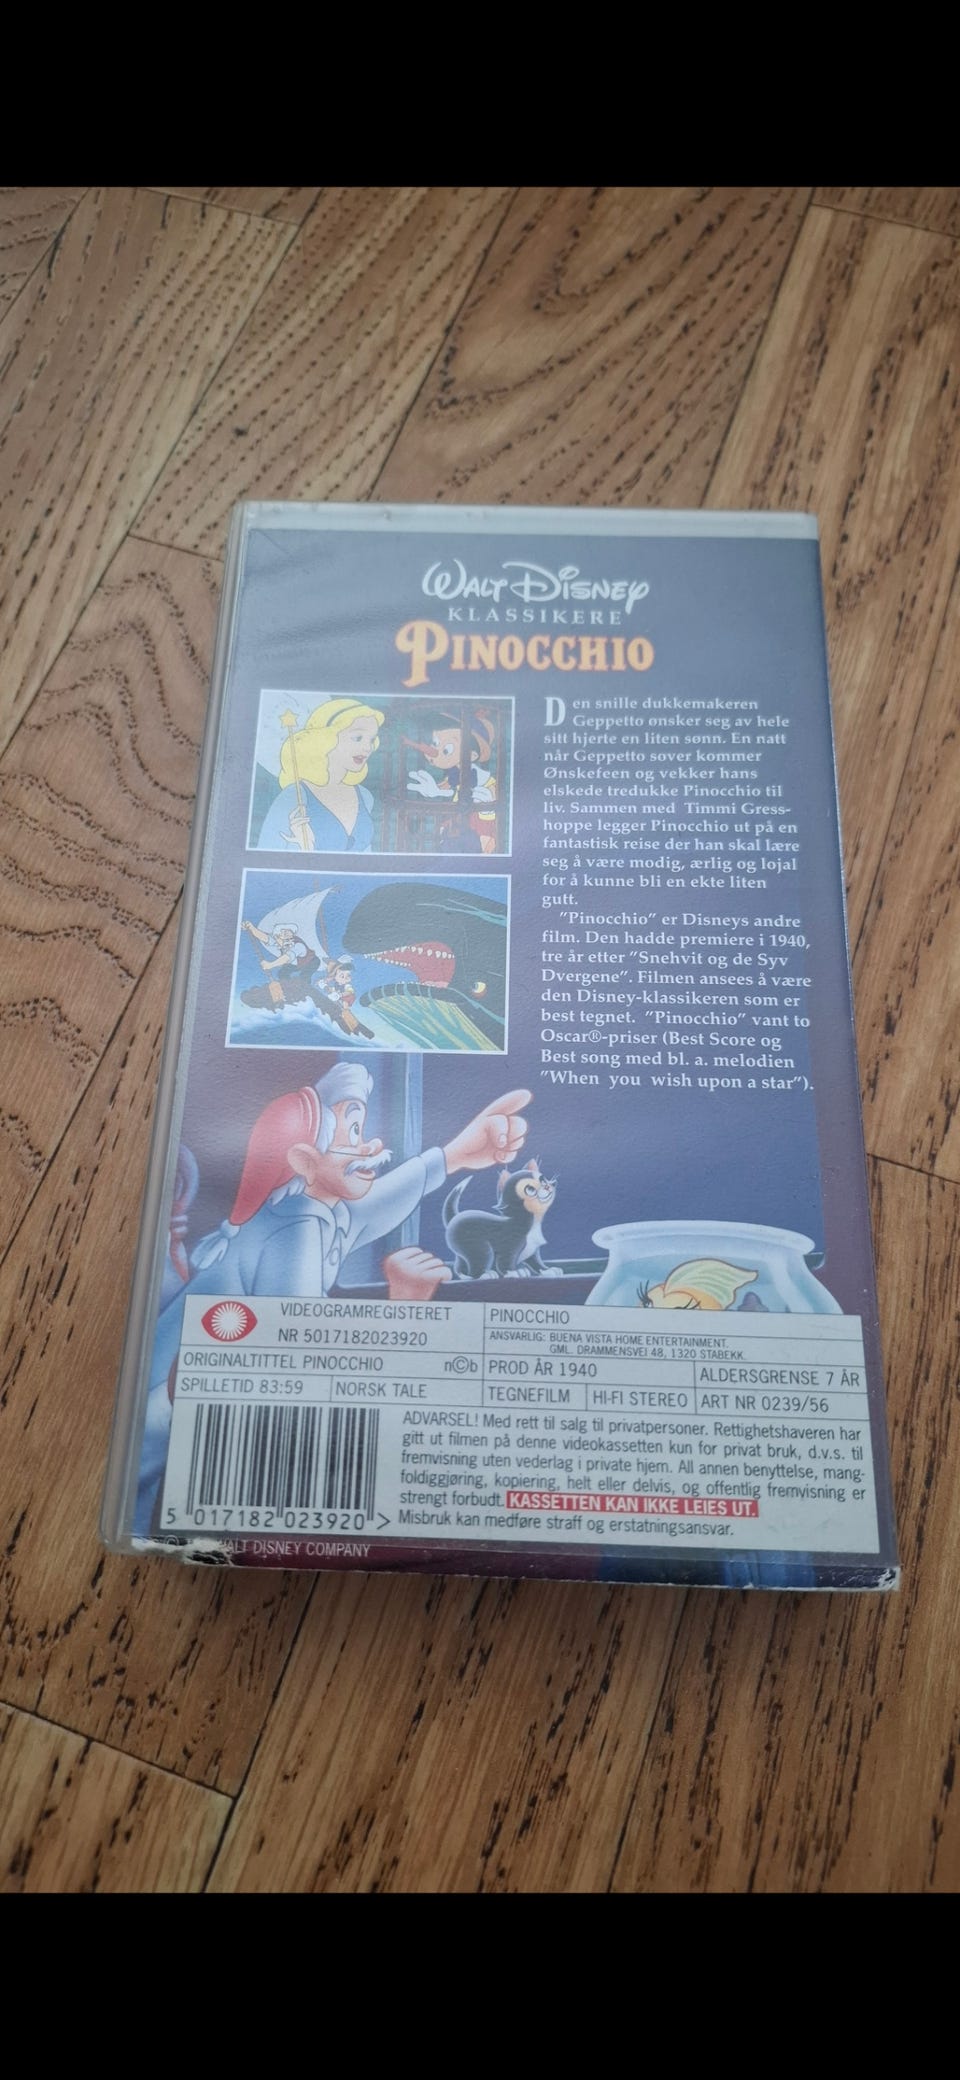 WALT DISNEY
KLASSIKERE
PINOCCHIO
Den snille dukkemakeren
Geppetto ønsker seg av hele
sitt hjerte en liten sønn. En natt
når Geppetto sover kommer
Ønskefeen og vekker hans
elskede tredukke Pinocchio til
liv. Sammen med Timmi Gress-
hoppe legger Pinocchio ut på en
fantastisk reise der han skal lære
seg å være modig, ærlig og lojal
for å kunne bli en ekte liten
gutt.
"Pinocchio" er Disneys andre
film. Den hadde premiere i 1940,
tre år etter "Snehvit og de Syv
Dvergene". Filmen ansees å være
den Disney-klassikeren som er
best tegnet. "Pinocchio" vant to
Oscar®-priser (Best Score og
Best song med bl. a. melodien
"When you wish upon a star").
VIDEOGRAMREGISTERET
NR 5017182023920
PINOCCHIO
ANSVARLIG: BUENA VISTA HOME ENTERTAINMENT.
GML. DRAMMENSVEI 48, 1320 STABEKK.
ORIGINALTITTEL PINOCCHIO n©b PROD ÅR 1940 ALDERSGRENSE 7 ÅR
SPILLETID 83:59 NORSK TALE TEGNEFILM HI-FI STEREO ART NR 0239/56
ADVARSEL! Med rett til salg til privatpersoner. Rettighetshaveren har
gitt ut filmen på denne videokassetten kun for privat bruk, d.v.s. til
fremvisning uten vederlag i private hjem. All annen benyttelse, mang-
foldiggjøring, kopiering, helt eller delvis, og offentlig fremvisning er
strengt forbudt. KASSETTEN KAN IKKE LEIES UT.
Misbruk kan medføre straff og erstatningsansvar.
5 017182 023920 >
WALT DISNEY COMPANY